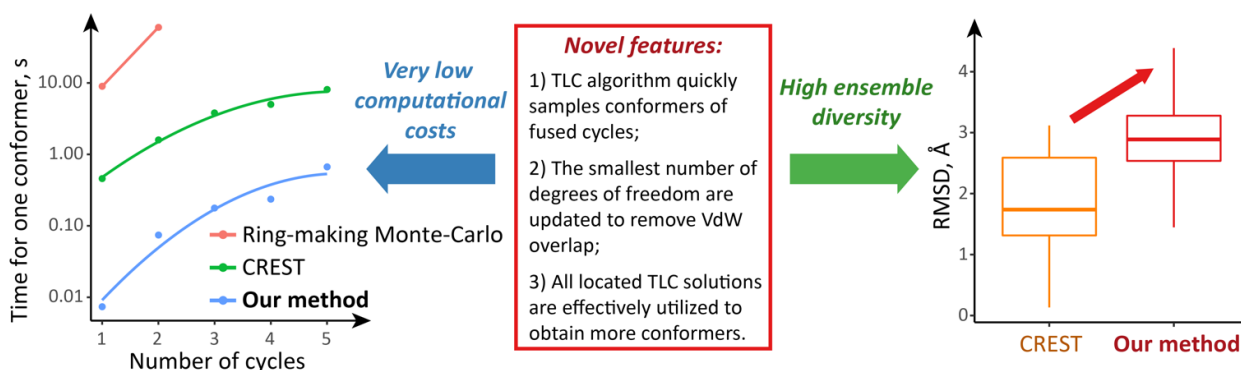 Time for one conformer, s
10.00
1.00
0.10
0.01
1 2 3 4 5
Number of cycles
Ring-making Monte-Carlo
CREST
Our method
Very low
computational
costs
Novel features:
1) TLC algorithm quickly
samples conformers of
fused cycles;
2) The smallest number of
degrees of freedom are
updated to remove VdW
overlap;
3) All located TLC solutions
are effectively utilized to
obtain more conformers.
High ensemble
diversity
RMSD, Å
4
3
2
1
0
CREST Our method